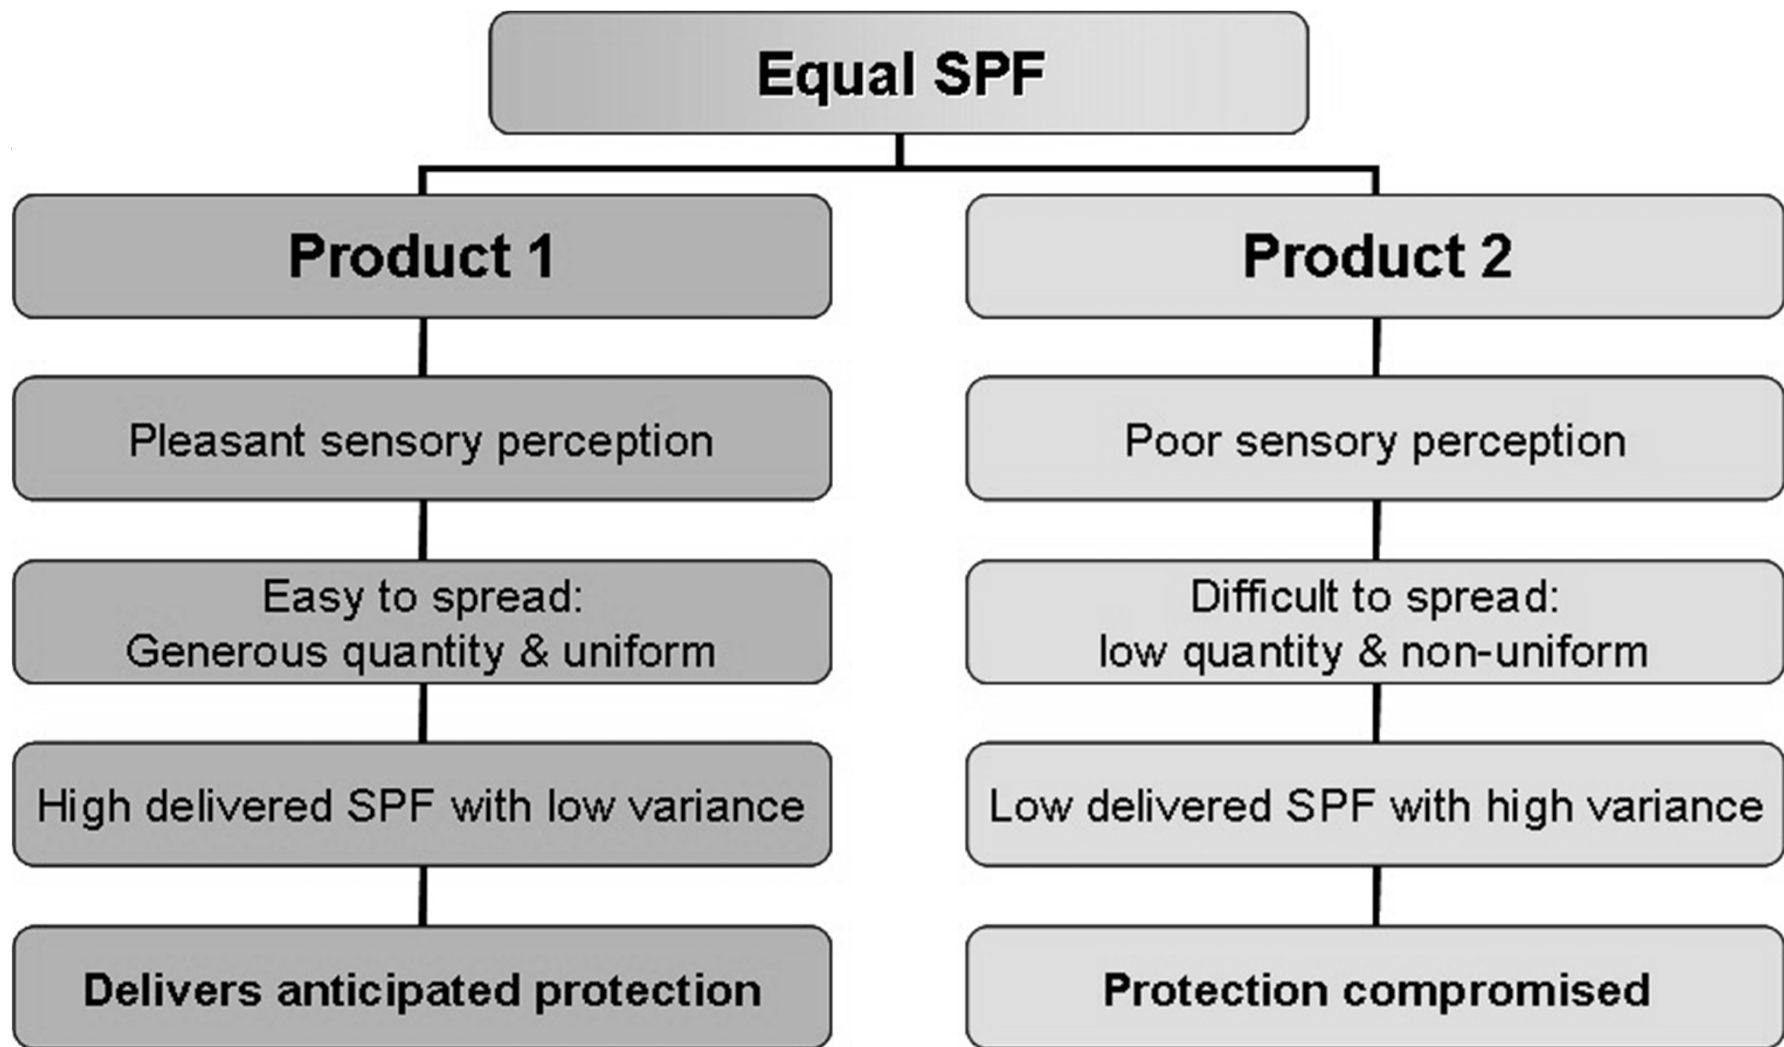 Equal SPF
Product 1
Pleasant sensory perception
Easy to spread:
Generous quantity & uniform
High delivered SPF with low variance
Delivers anticipated protection
Product 2
Poor sensory perception
Difficult to spread:
low quantity & non-uniform
Low delivered SPF with high variance
Protection compromised